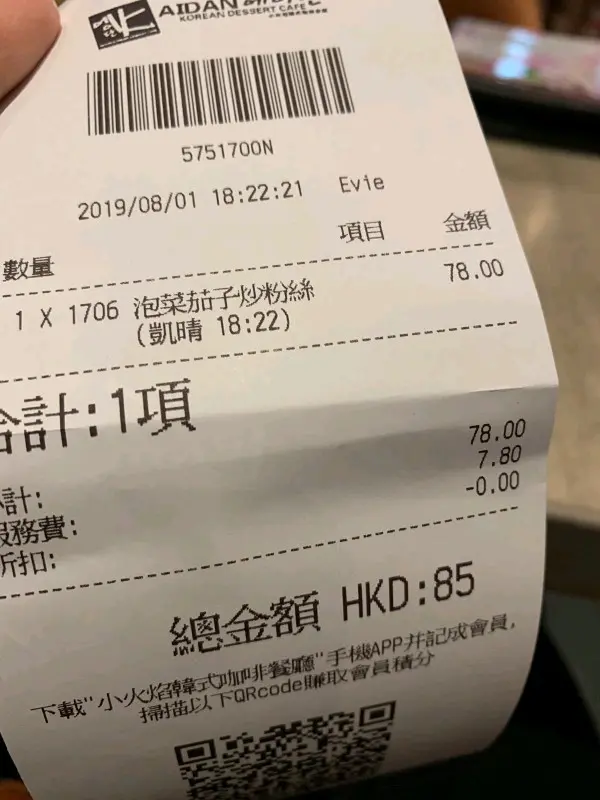 AIDAN
KOREAN DESSERT CAFE
5751700N
2019/08/01 18:22:21 Evie
數量 項目 金額
1 X 1706 泡菜茄子炒粉絲 78.00
(凱晴 18:22)
合計:1項
小計: 78.00
服務費: 7.80
折扣: -0.00
總金額 HKD:85
下載"小火焰韓式咖啡餐廳"手機APP并記成會員,
掃描以下QRcode賺取會員積分